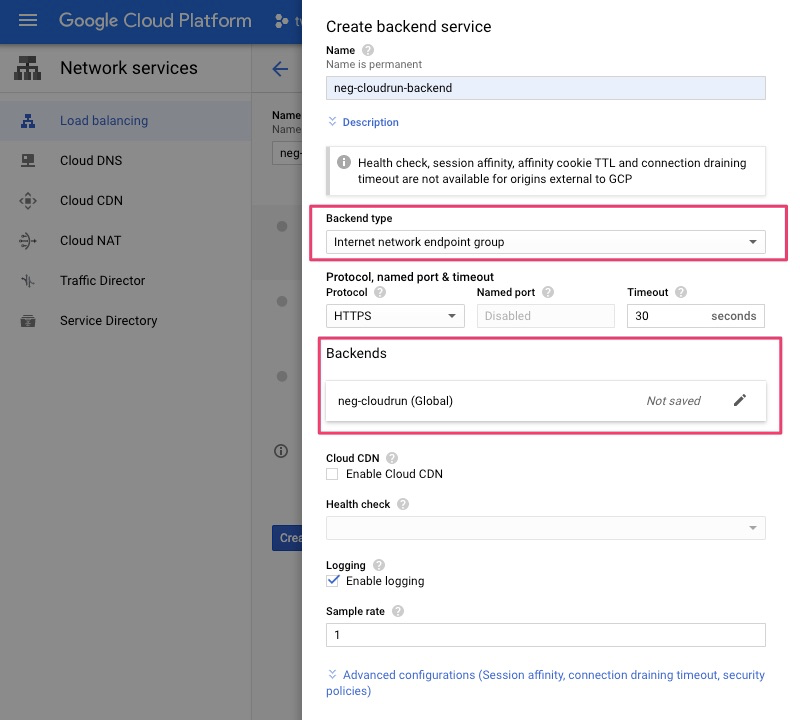 Google Cloud Platform
Network services
Load balancing
Cloud DNS
Cloud CDN
Cloud NAT
Traffic Director
Service Directory
Name
Name
neg-
Crea
Create backend service
Name
Name is permanent
neg-cloudrun-backend
Description
Health check, session affinity, affinity cookie TTL and connection draining
timeout are not available for origins external to GCP
Backend type
Internet network endpoint group
Protocol, named port & timeout
Protocol Named port Timeout
HTTPS Disabled 30 seconds
Backends
neg-cloudrun (Global) Not saved
Cloud CDN
Enable Cloud CDN
Health check
Logging
Enable logging
Sample rate
1
Advanced configurations (Session affinity, connection draining timeout, security
policies)